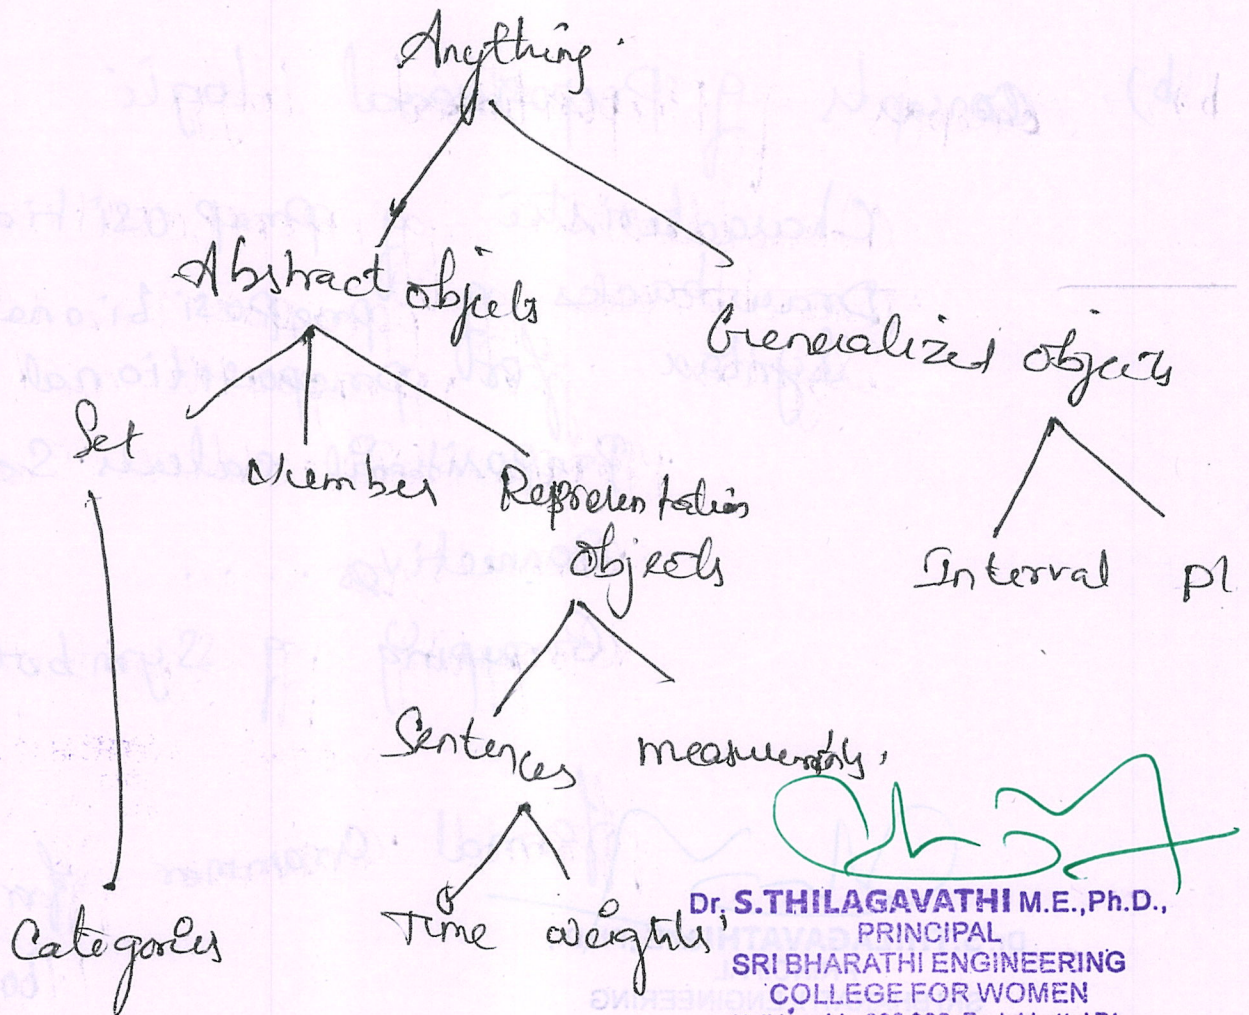 Anything.
Abstract objects
Generalized objects
Set
Number
Representation
objects
Interval
pl
Sentences
measurements.
Categories
Time
weights
Dr. S.THILAGAVATHI M.E.,Ph.D.,
PRINCIPAL
SRI BHARATHI ENGINEERING
COLLEGE FOR WOMEN